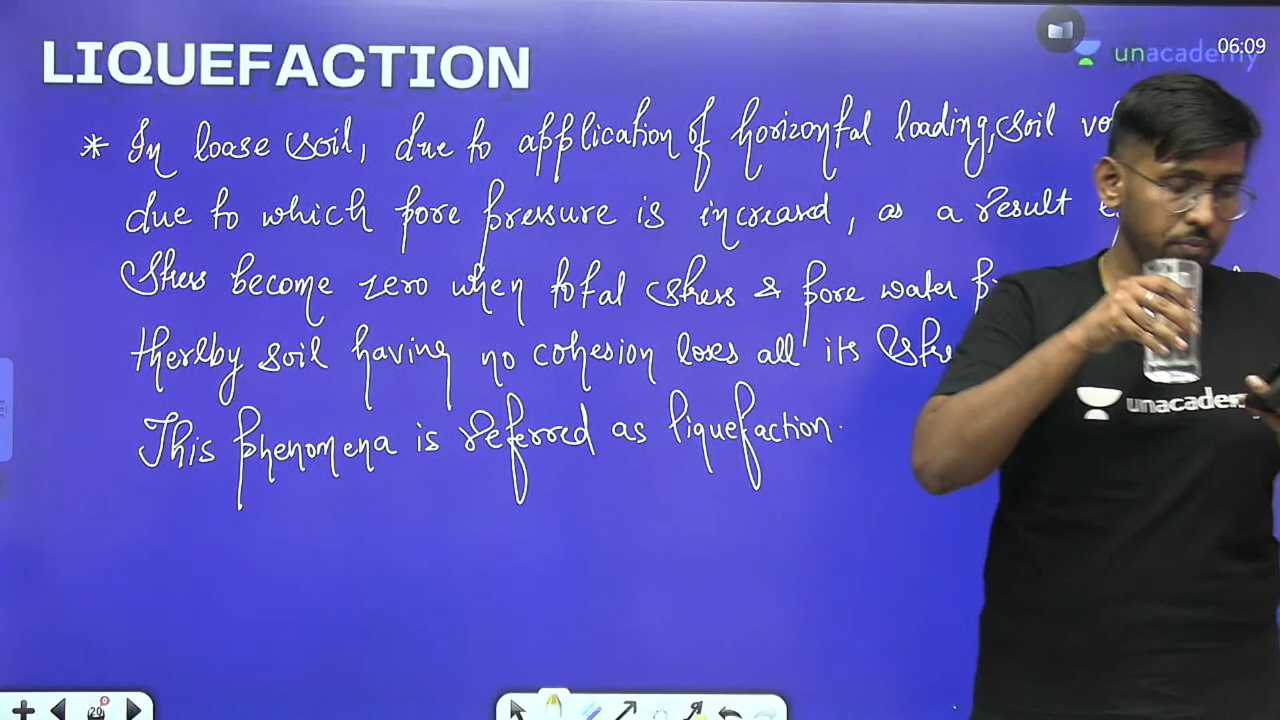 LIQUEFACTION
unacademy
06:09
* In loose soil, due to application of horizontal loading, soil vo
due to which pore pressure is increased, as a result
stress become zero when total stress & pore water
thereby soil having no cohesion loses all its
This phenomena is referred as liquefaction.
unacademy
20